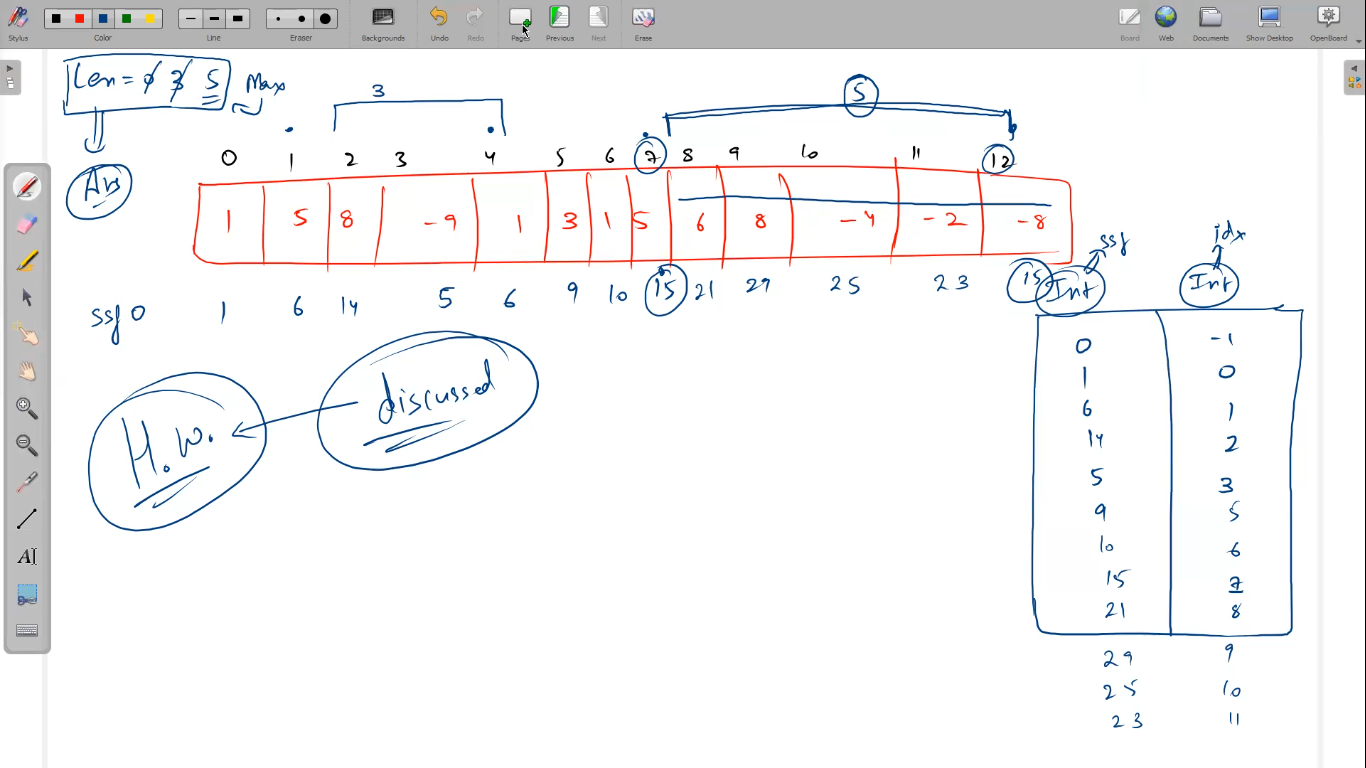 Stylus
Color
Line
Eraser
Backgrounds
Undo
Redo
Pages
Previous
Next
Erase
Board
Web
Documents
Show Desktop
OpenBoard
Len = 0 3 5 Max
Ans
3
5
0 1 2 3 4 5 6 7 8 9 10 11 12
1 5 8 -9 1 3 1 5 6 8 -4 -2 -8
ssf 0 1 6 14 5 6 9 10 15 21 29 25 23 15
ssf idx
Int Int
0 -1
1 0
6 1
14 2
5 3
9 5
10 6
15 7
21 8
29 9
25 10
23 11
discussed
H.W.